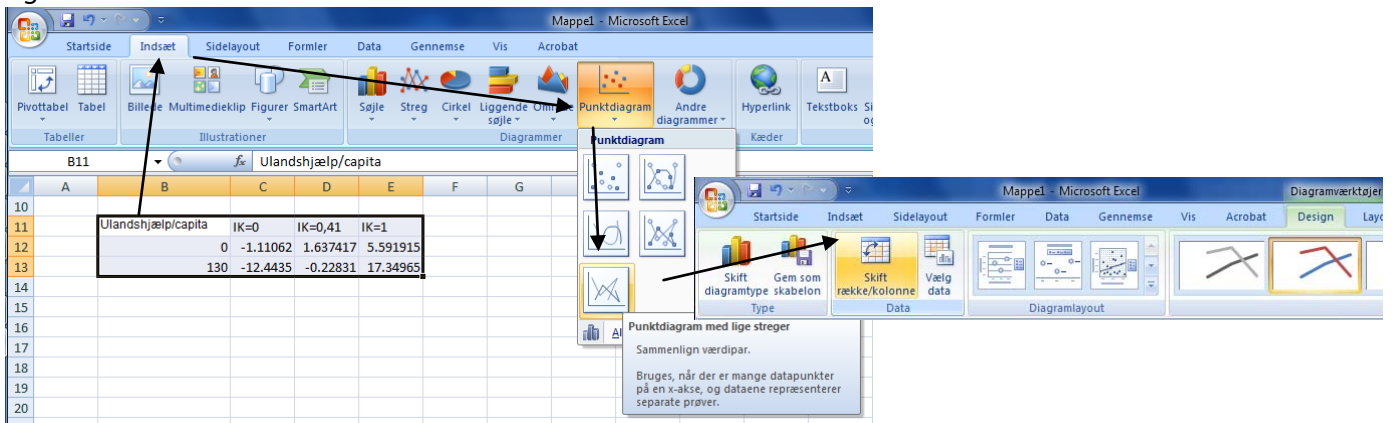 Mappe1 - Microsoft Excel
Startside Indsæt Sidelayout Formler Data Gennemse Vis Acrobat
Pivottabel Tabel Billede Multimedieklip Figurer SmartArt Søjle Streg Cirkel Liggende søjle Område Punktdiagram Andre diagrammer Hyperlink Tekstboks
Tabeller Illustrationer Diagrammer Kæder
Punktdiagram
B11 fx Ulandshjælp/capita
A B C D E F G
10
11 Ulandshjælp/capita IK=0 IK=0,41 IK=1
12 0 -1.11062 1.637417 5.591915
13 130 -12.4435 -0.22831 17.34965
14
15
16
17
18
19
20
Punktdiagram med lige streger
Sammenlign værdipar.
Bruges, når der er mange datapunkter
på en x-akse, og dataene repræsenterer
separate prøver.
Mappe1 - Microsoft Excel Diagramværktøjer
Startside Indsæt Sidelayout Formler Data Gennemse Vis Acrobat Design
Skift diagramtype Gem som skabelon Skift række/kolonne Vælg data
Type Data Diagramlayout